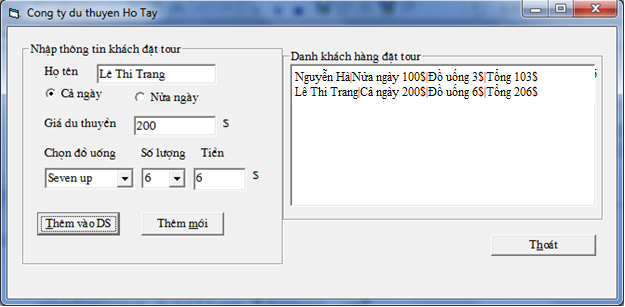 Cong ty du thuyen Ho Tay
Nhập thông tin khách đặt tour
Họ tên Lê Thi Trang
Cả ngày Nửa ngày
Giá du thuyền 200 $
Chọn đồ uống Số lượng Tiền
Seven up 6 6 $
Thêm vào DS Thêm mới
Danh khách hàng đặt tour
Nguyễn Hà|Nửa ngày 100$|Đồ uống 3$|Tổng 103$
Lê Thi Trang|Cả ngày 200$|Đồ uống 6$|Tổng 206$
Thoát